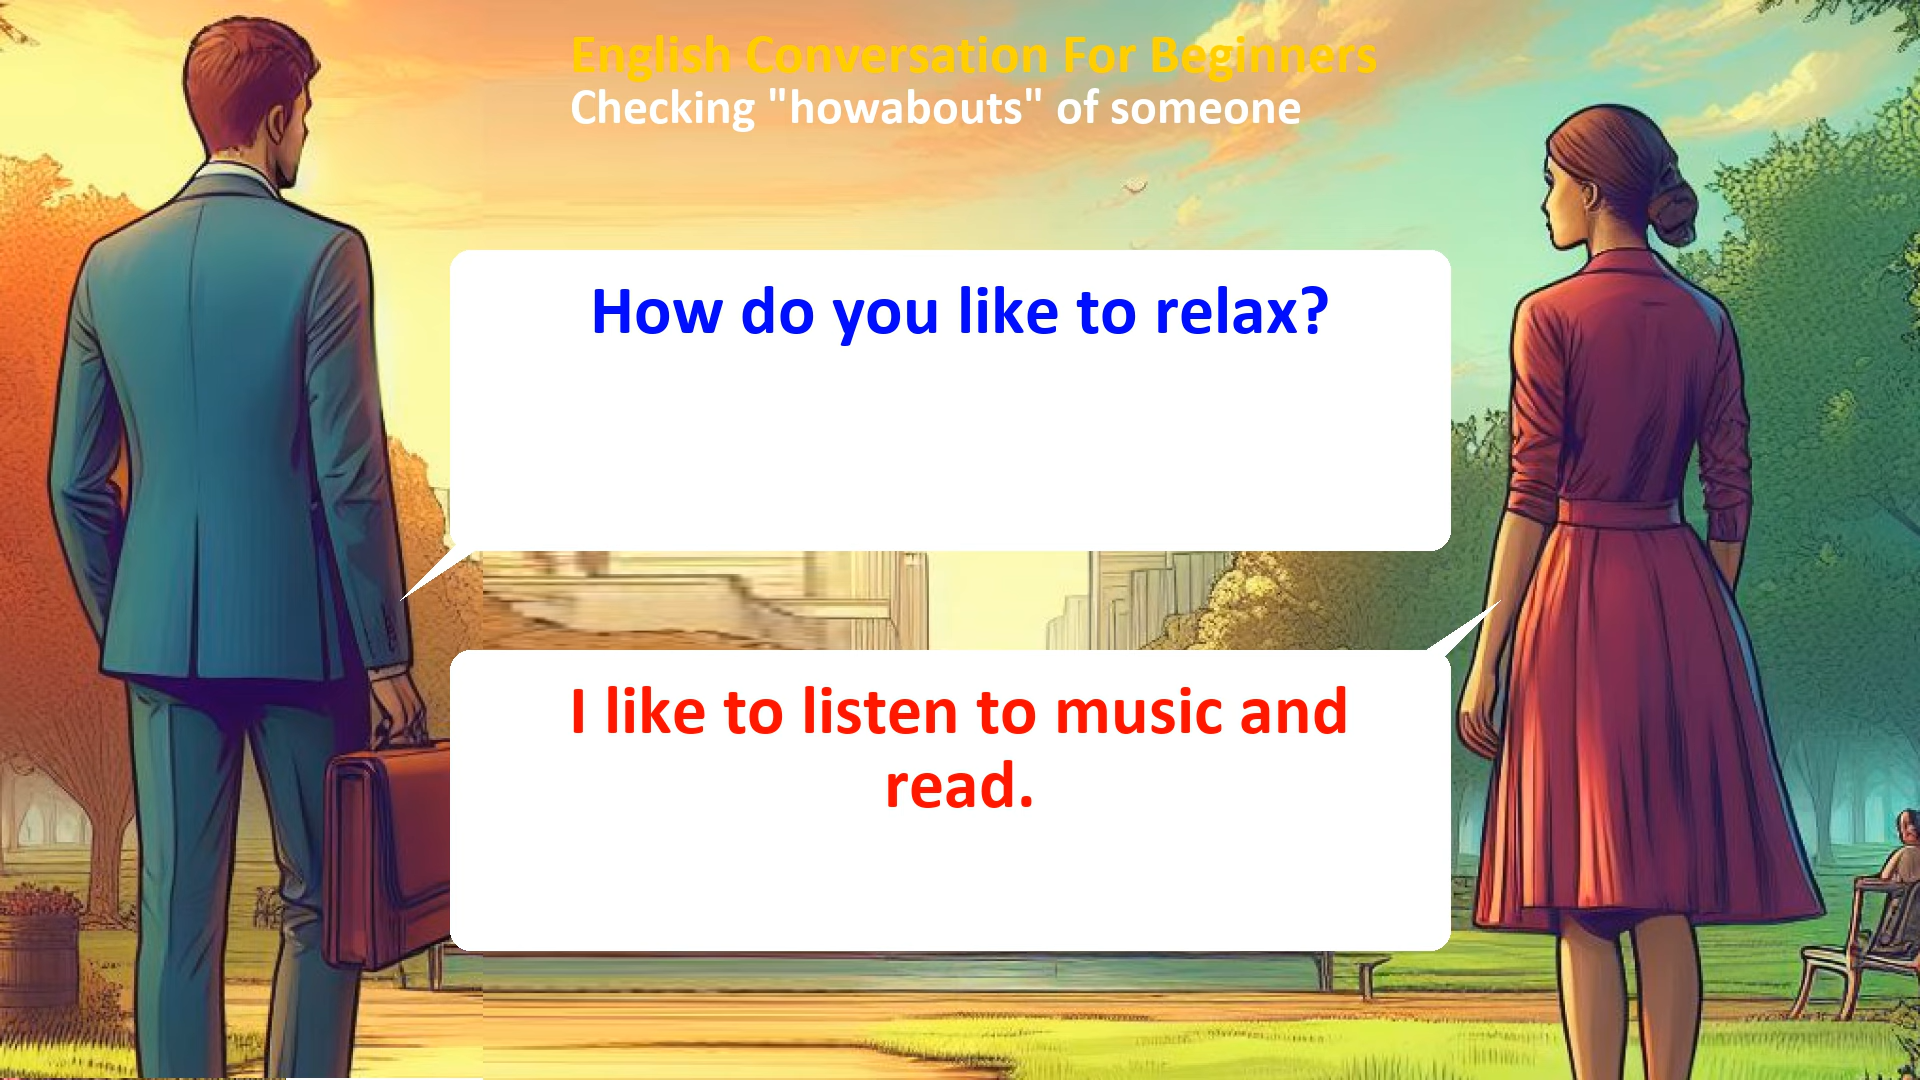 English Conversation For Beginners
Checking "howabouts" of someone
How do you like to relax?
I like to listen to music and
read.